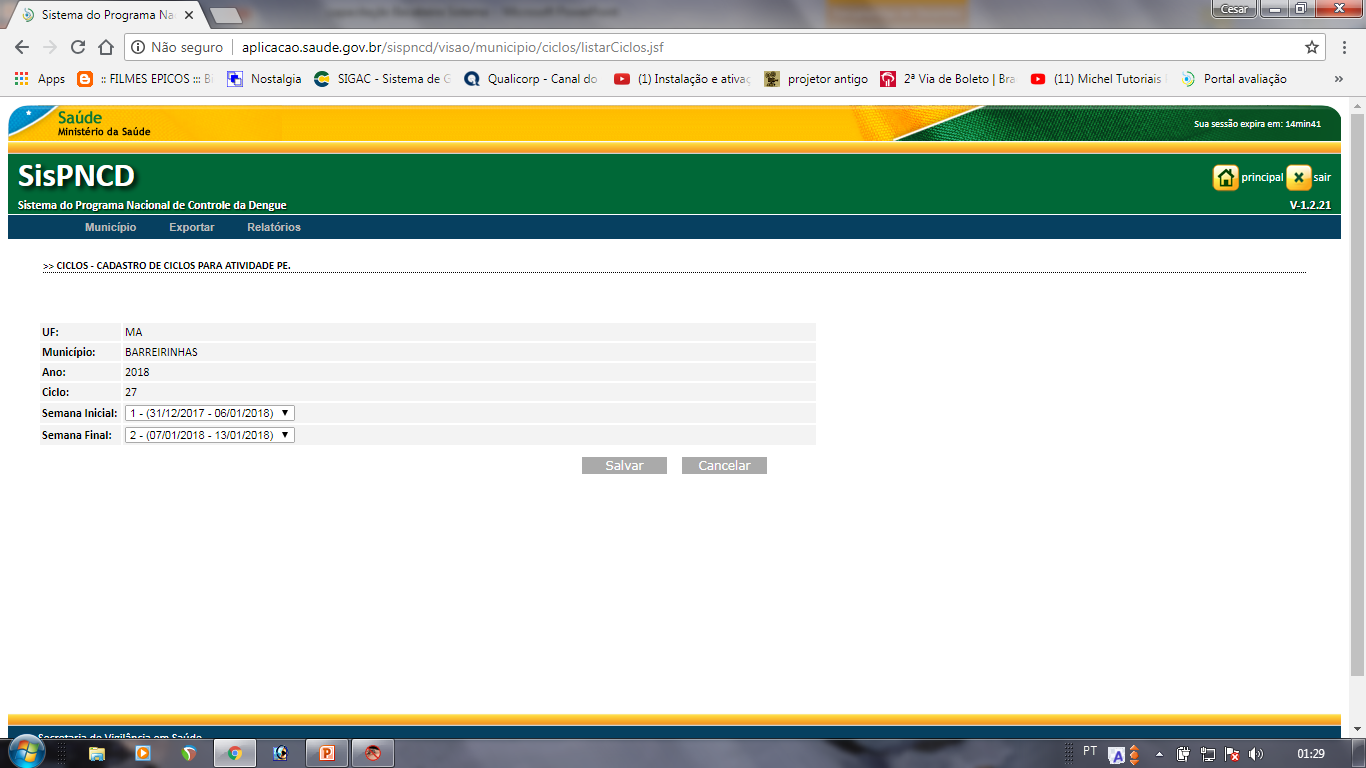 Sistema do Programa Na
Cesar
Não seguro
aplicacao.saude.gov.br/sispncd/visao/municipio/ciclos/listarCiclos.jsf
Apps
:: FILMES EPICOS ::: B
Nostalgia
SIGAC - Sistema de G
Qualicorp - Canal do
(1) Instalação e ativaç
projetor antigo
2ª Via de Boleto | Bra
(11) Michel Tutoriais
Portal avaliação
»
Saúde
Ministério da Saúde
Sua sessão expira em: 14min41
SisPNCD
principal
sair
Sistema do Programa Nacional de Controle da Dengue
V-1.2.21
Município
Exportar
Relatórios
>> CICLOS - CADASTRO DE CICLOS PARA ATIVIDADE PE.
UF: MA
Município: BARREIRINHAS
Ano: 2018
Ciclo: 27
Semana Inicial: 1 - (31/12/2017 - 06/01/2018)
Semana Final: 2 - (07/01/2018 - 13/01/2018)
Salvar
Cancelar
Secretaria de Vigilância em Saúde
PT
01:29